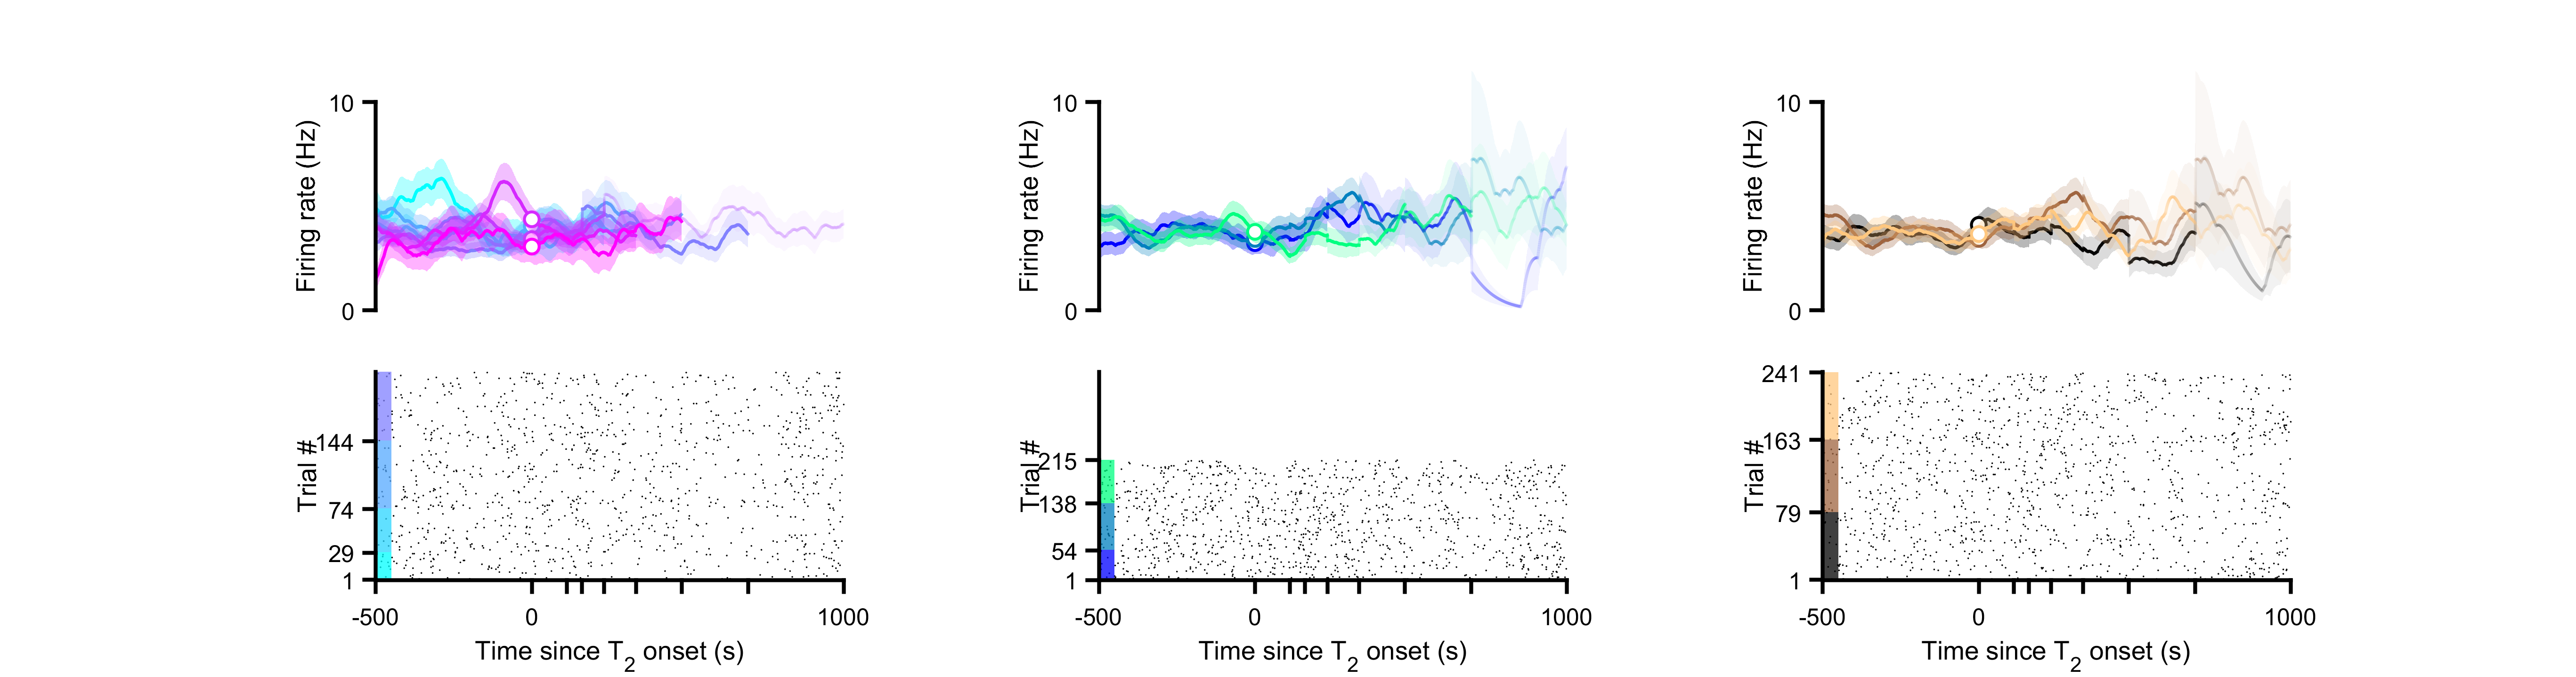 10
Firing rate (Hz)
0
144
Trial #
74
29
1
-500 0 1000
Time since T2 onset (s)
10
Firing rate (Hz)
0
215
Trial #
138
54
1
-500 0 1000
Time since T2 onset (s)
10
Firing rate (Hz)
0
241
163
Trial #
79
1
-500 0 1000
Time since T2 onset (s)